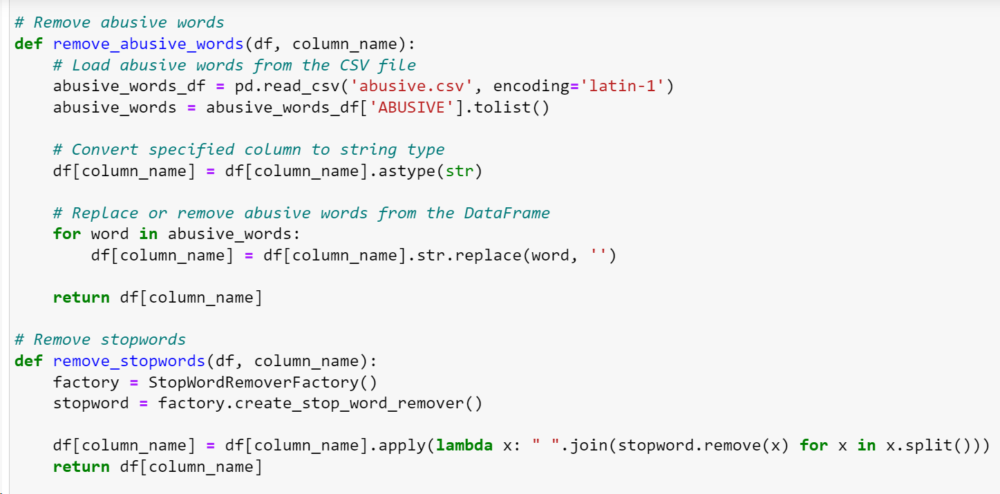 # Remove abusive words
def remove_abusive_words(df, column_name):
    # Load abusive words from the CSV file
    abusive_words_df = pd.read_csv('abusive.csv', encoding='latin-1')
    abusive_words = abusive_words_df['ABUSIVE'].tolist()

    # Convert specified column to string type
    df[column_name] = df[column_name].astype(str)

    # Replace or remove abusive words from the DataFrame
    for word in abusive_words:
        df[column_name] = df[column_name].str.replace(word, '')

    return df[column_name]

# Remove stopwords
def remove_stopwords(df, column_name):
    factory = StopWordRemoverFactory()
    stopword = factory.create_stop_word_remover()

    df[column_name] = df[column_name].apply(lambda x: " ".join(stopword.remove(x) for x in x.split()))
    return df[column_name]